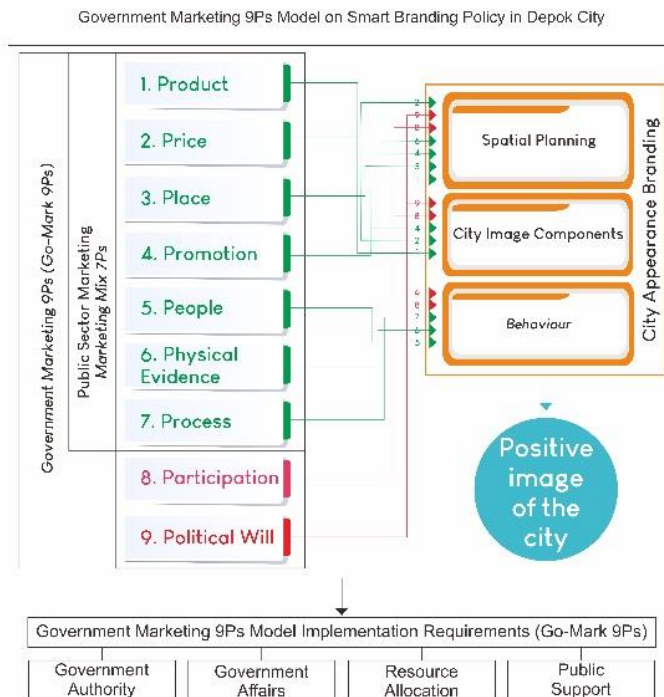 Government Marketing 9Ps Model on Smart Branding Policy in Depok City
Government Marketing 9Ps (Go-Mark 9Ps)
Public Sector Marketing
Marketing Mix 7Ps
1. Product
2. Price
3. Place
4. Promotion
5. People
6. Physical
Evidence
7. Process
8. Participation
9. Political Will
Spatial Planning
City Image Components
Behaviour
City Appearance Branding
Positive
image
of the
city
Government Marketing 9Ps Model Implementation Requirements (Go-Mark 9Ps)
Government
Authority
Government
Affairs
Resource
Allocation
Public
Support